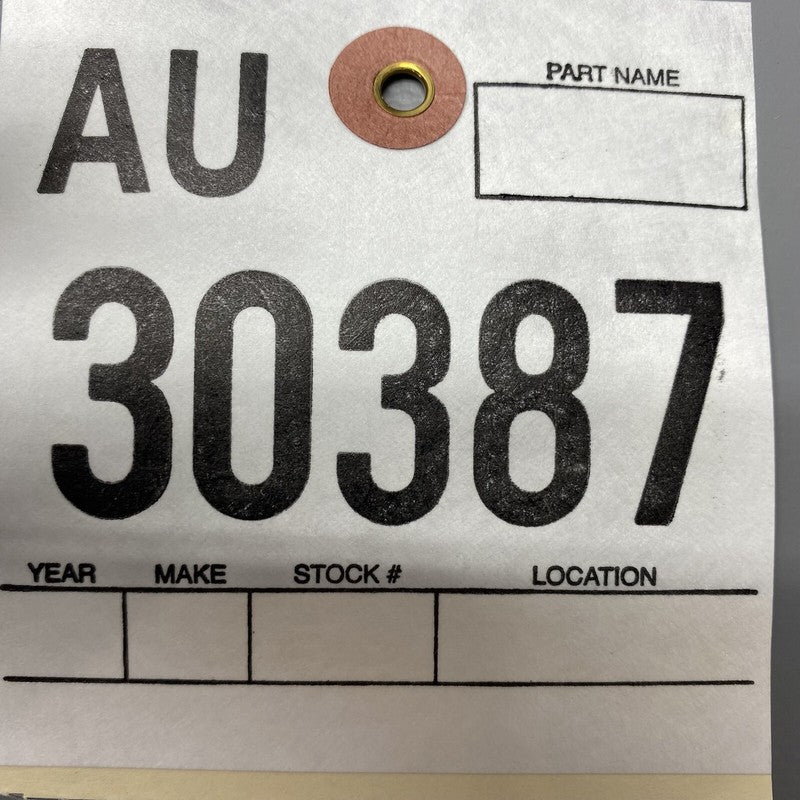 AU
PART NAME
30387
YEAR MAKE STOCK # LOCATION